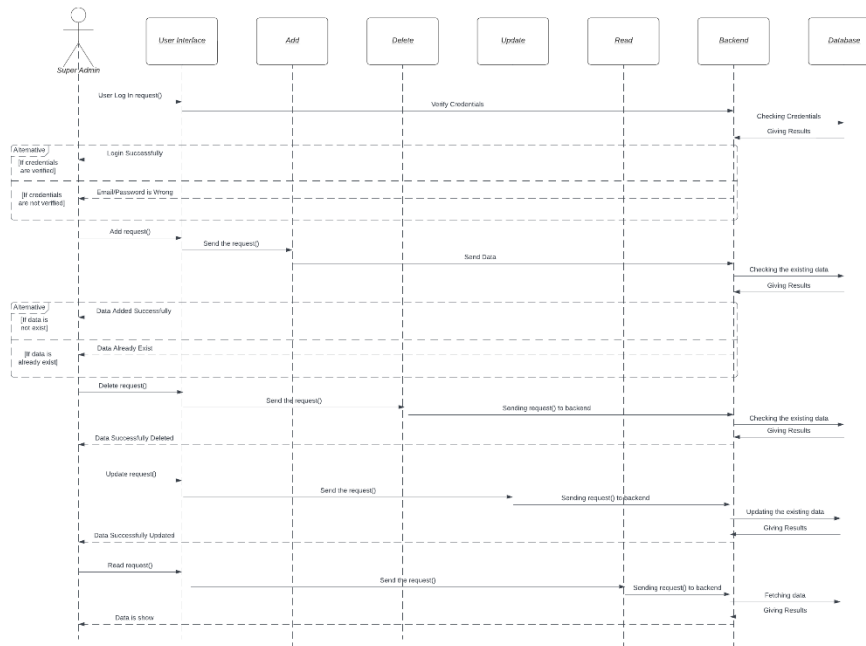 User Interface
Add
Delete
Update
Read
Backend
Database
Super Admin
User Log In request()
Verify Credentials
Checking Credentials
Giving Results
Alternative
Login Successfully
[If credentials
are verified]
Email/Password is Wrong
[If credentials
are not verified]
Add request()
Send the request()
Send Data
Checking the existing data
Giving Results
Alternative
Data Added Successfully
[If data is
not exist]
Data Already Exist
[If data is
already exist]
Delete request()
Send the request()
Sending request() to backend
Checking the existing data
Giving Results
Data Successfully Deleted
Update request()
Send the request()
Sending request() to backend
Updating the existing data
Giving Results
Data Successfully Updated
Read request()
Send the request()
Sending request() to backend
Fetching data
Giving Results
Data is show